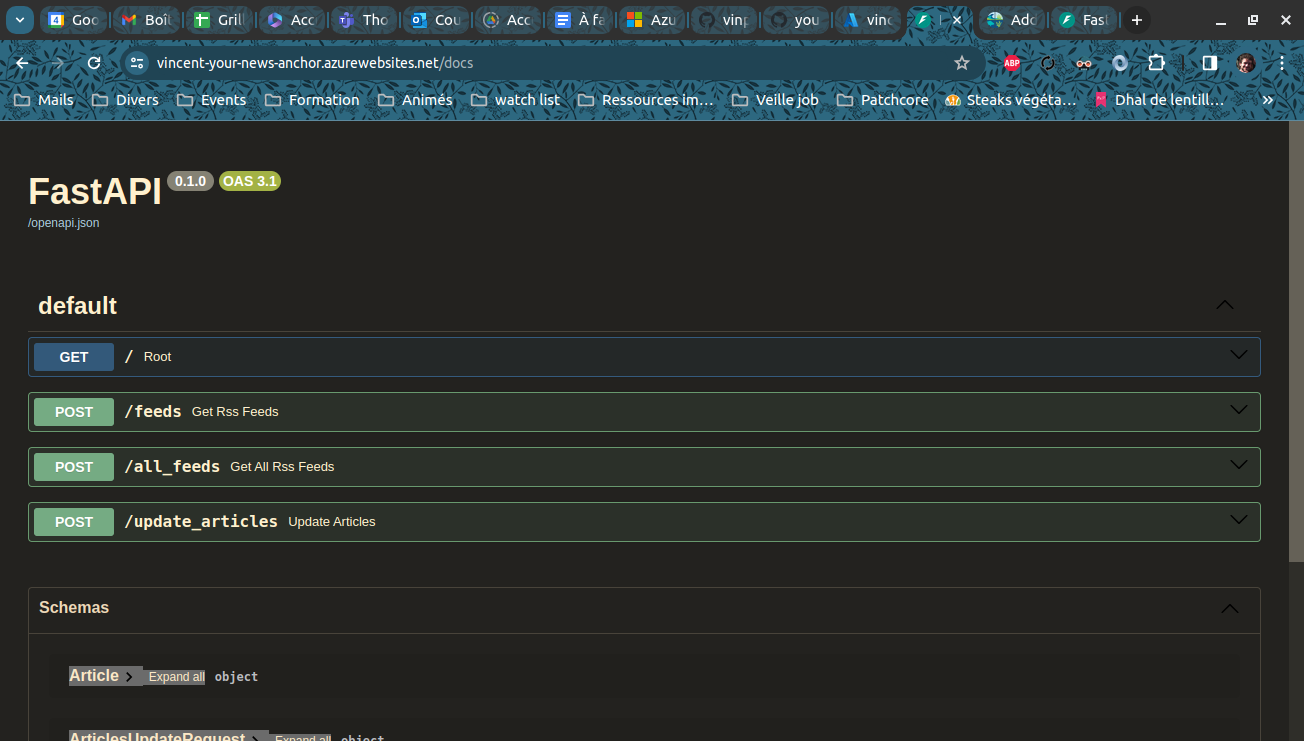 Goo Boît Grill Acc Tho Cou Acc À fa Azu vinp you vinc Ado Fast
vincent-your-news-anchor.azurewebsites.net/docs
ABP
Mails Divers Events Formation Animés watch list Ressources im… Veille job Patchcore Steaks végéta… Dhal de lentill…
FastAPI 0.1.0 OAS 3.1
/openapi.json
default
GET / Root
POST /feeds Get Rss Feeds
POST /all_feeds Get All Rss Feeds
POST /update_articles Update Articles
Schemas
Article Expand all object
ArticlesUpdateRequest Expand all object